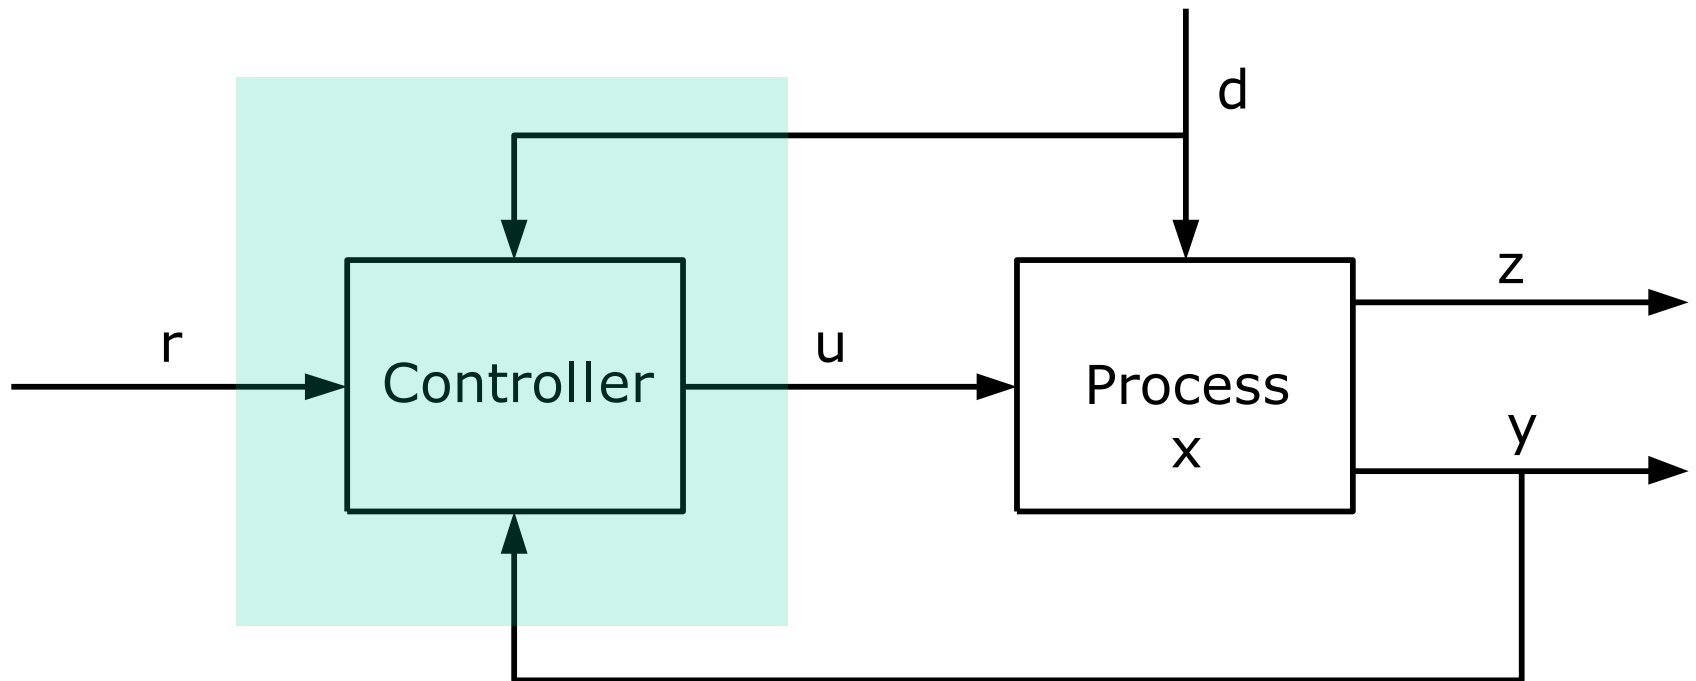 d
z
r
u
Controller
Process
x
y